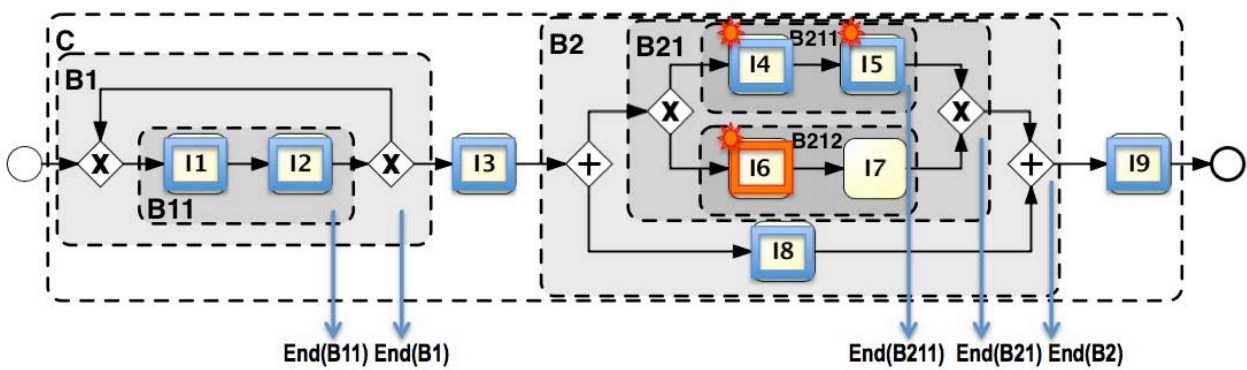 C
B1
X
I1
I2
X
B11
I3
B2
+
B21
X
B211
I4
I5
B212
I6
I7
X
I8
+
I9
End(B11) End(B1)
End(B211) End(B21) End(B2)